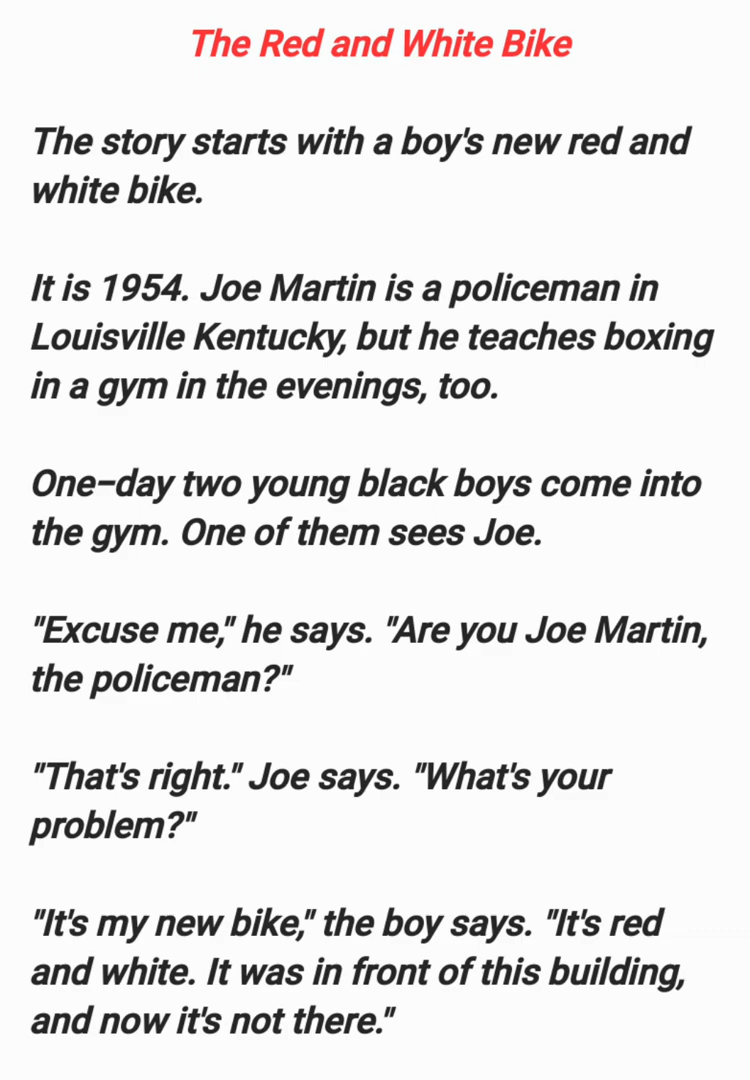 The Red and White Bike
The story starts with a boy's new red and
white bike.
It is 1954. Joe Martin is a policeman in
Louisville Kentucky, but he teaches boxing
in a gym in the evenings, too.
One-day two young black boys come into
the gym. One of them sees Joe.
"Excuse me," he says. "Are you Joe Martin,
the policeman?"
"That's right." Joe says. "What's your
problem?"
"It's my new bike," the boy says. "It's red
and white. It was in front of this building,
and now it's not there."